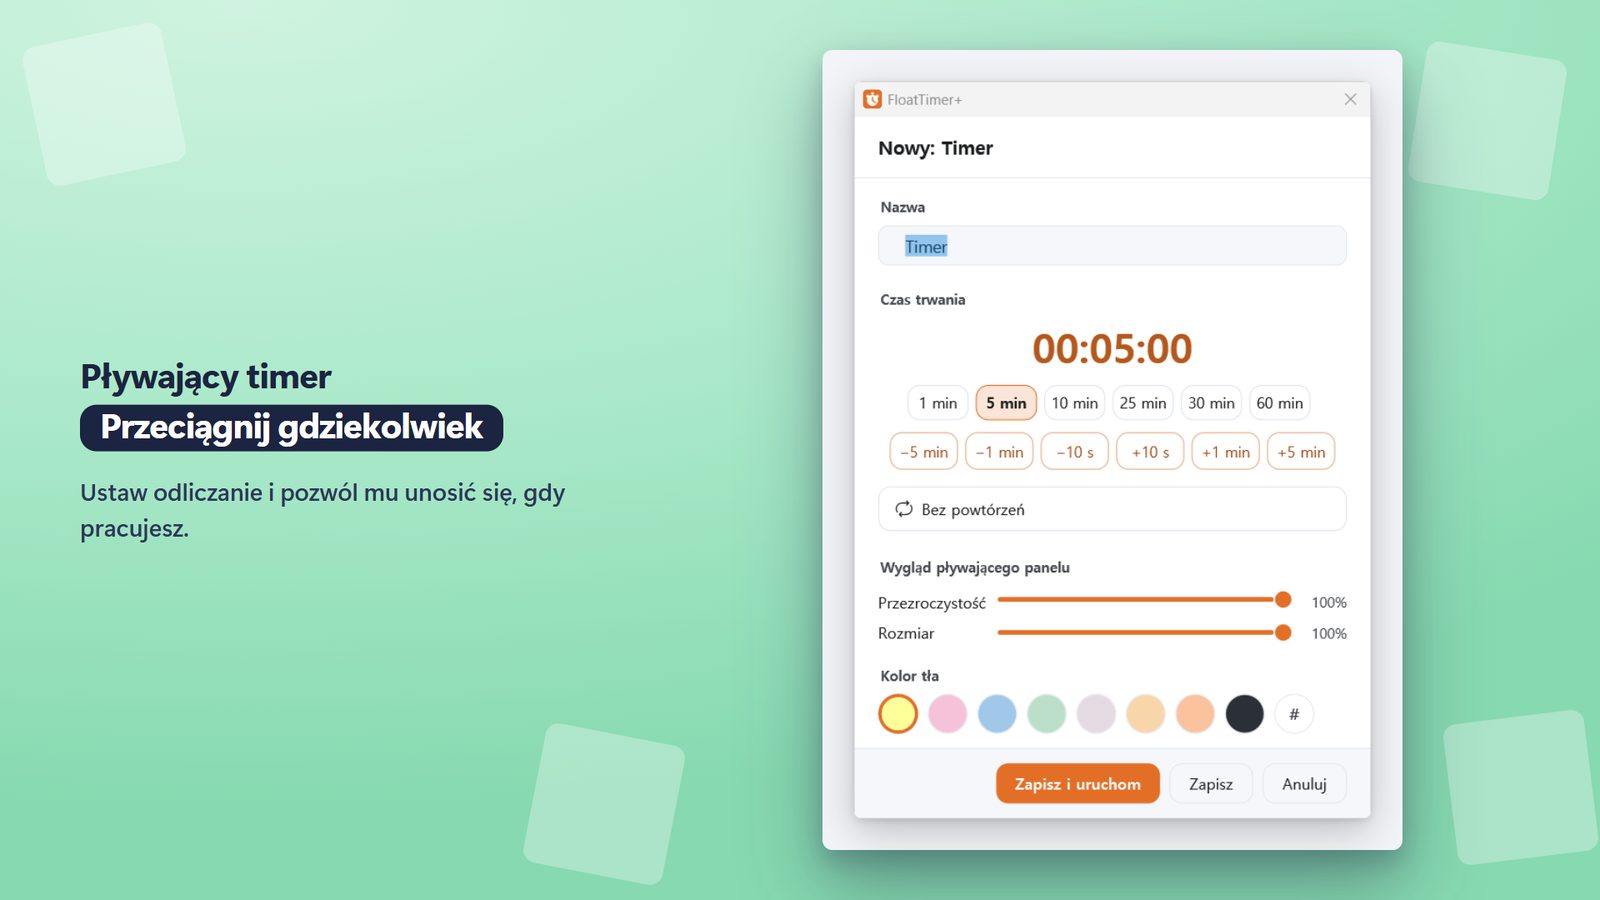 Pływający timer
Przeciągnij gdziekolwiek
Ustaw odliczanie i pozwól mu unosić się, gdy
pracujesz.
FloatTimer+
Nowy: Timer
Nazwa
Timer
Czas trwania
00:05:00
1 min 5 min 10 min 25 min 30 min 60 min
−5 min −1 min −10 s +10 s +1 min +5 min
Bez powtórzeń
Wygląd pływającego panelu
Przezroczystość 100%
Rozmiar 100%
Kolor tła
#
Zapisz i uruchom Zapisz Anuluj